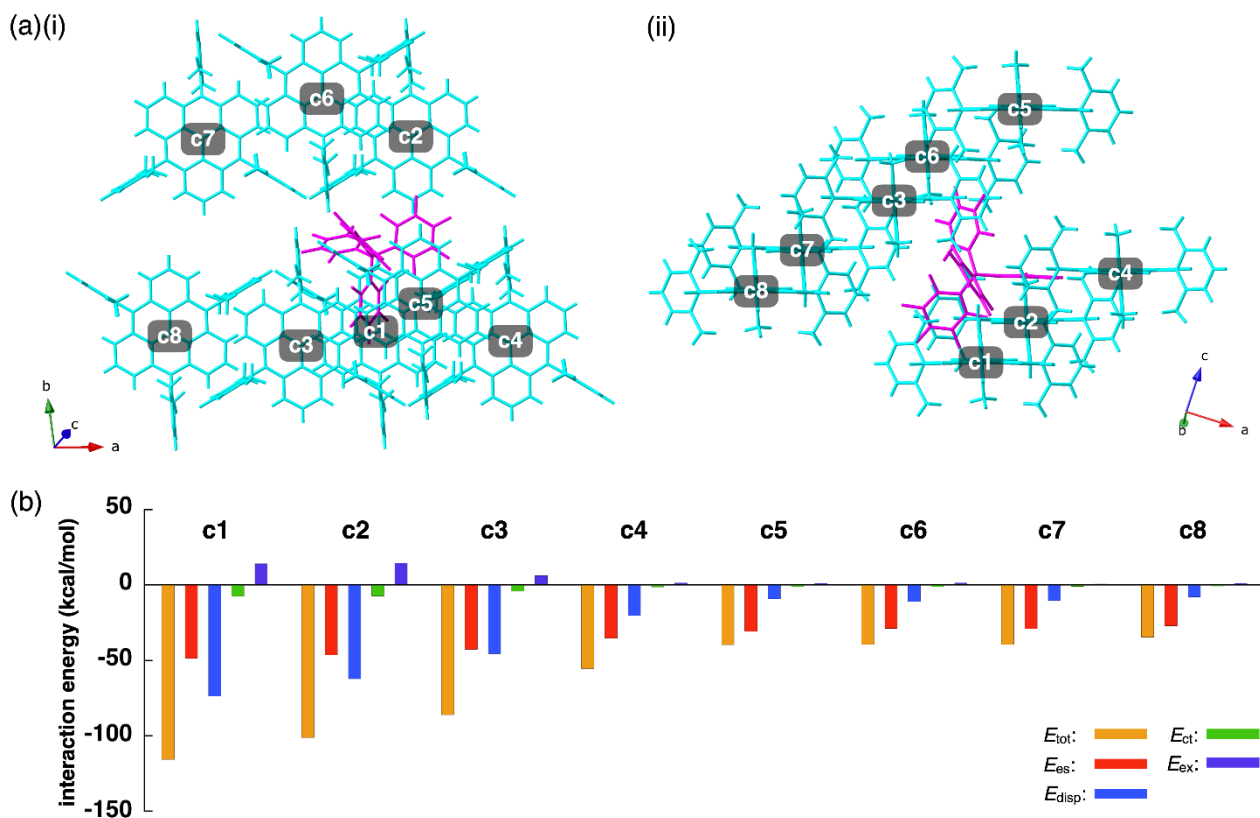 (a)(i)
(ii)
c6
c7
c2
c5
c8
c3
c1
c4
b
c
a
c5
c6
c3
c7
c4
c8
c2
c1
c
b
a
(b)
interaction energy (kcal/mol)
50
0
-50
-100
-150
c1 c2 c3 c4 c5 c6 c7 c8
Etot: Ect:
Ees: Eex:
Edisp: